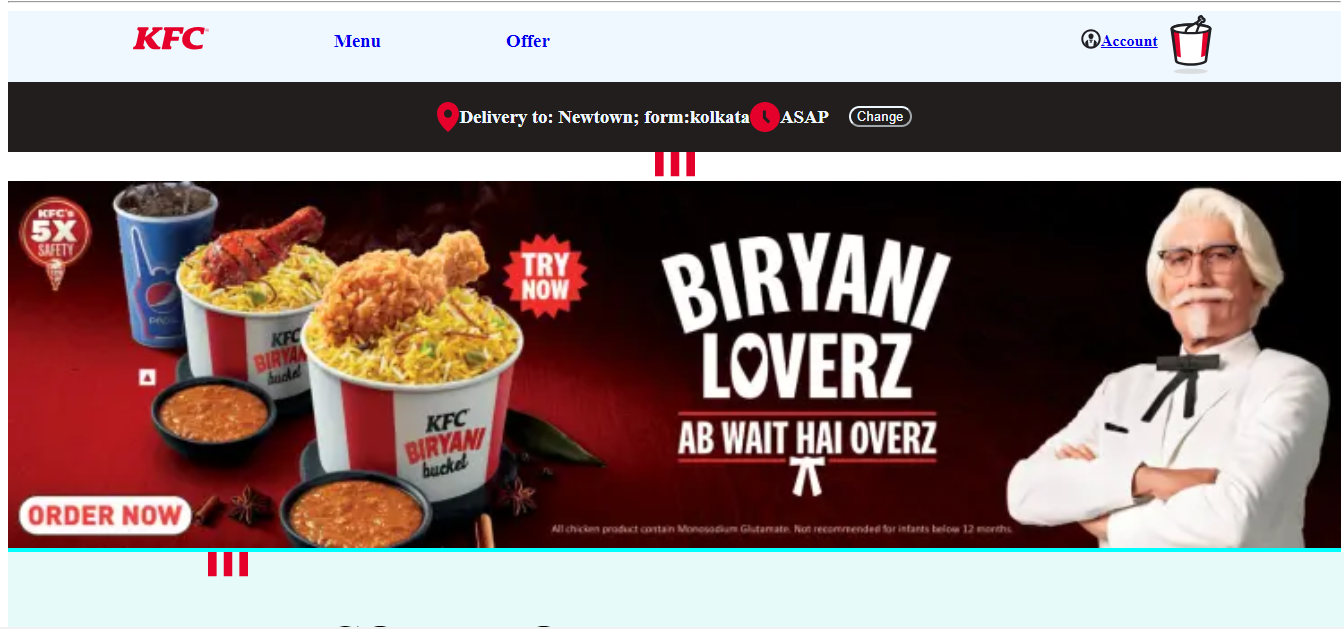 KFC
Menu
Offer
Account
Delivery to: Newtown; form:kolkata
ASAP
Change
KFC's
5X
SAFETY
TRY
NOW
BIRYANI
LOVERZ
AB WAIT HAI OVERZ
KFC
BIRYANI
bucket
KFC
BIRYANI
bucket
ORDER NOW
All chicken product contain Monosodium Glutamate. Not recommended for infants below 12 months.